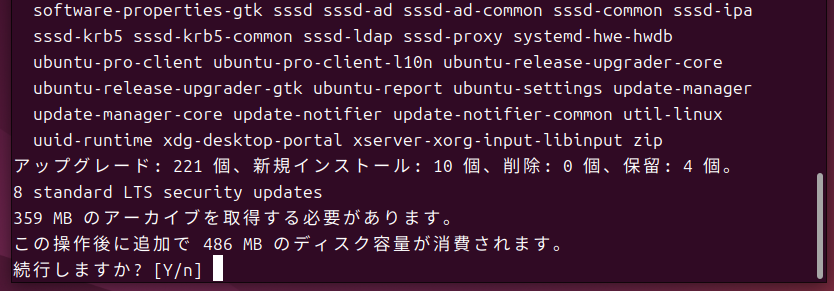 software-properties-gtk sssd sssd-ad sssd-ad-common sssd-common sssd-ipa
sssd-krb5 sssd-krb5-common sssd-ldap sssd-proxy systemd-hwe-hwdb
ubuntu-pro-client ubuntu-pro-client-l10n ubuntu-release-upgrader-core
ubuntu-release-upgrader-gtk ubuntu-report ubuntu-settings update-manager
update-manager-core update-notifier update-notifier-common util-linux
uuid-runtime xdg-desktop-portal xserver-xorg-input-libinput zip
アップグレード: 221 個、新規インストール: 10 個、削除: 0 個、保留: 4 個。
8 standard LTS security updates
359 MB のアーカイブを取得する必要があります。
この操作後に追加で 486 MB のディスク容量が消費されます。
続行しますか? [Y/n]